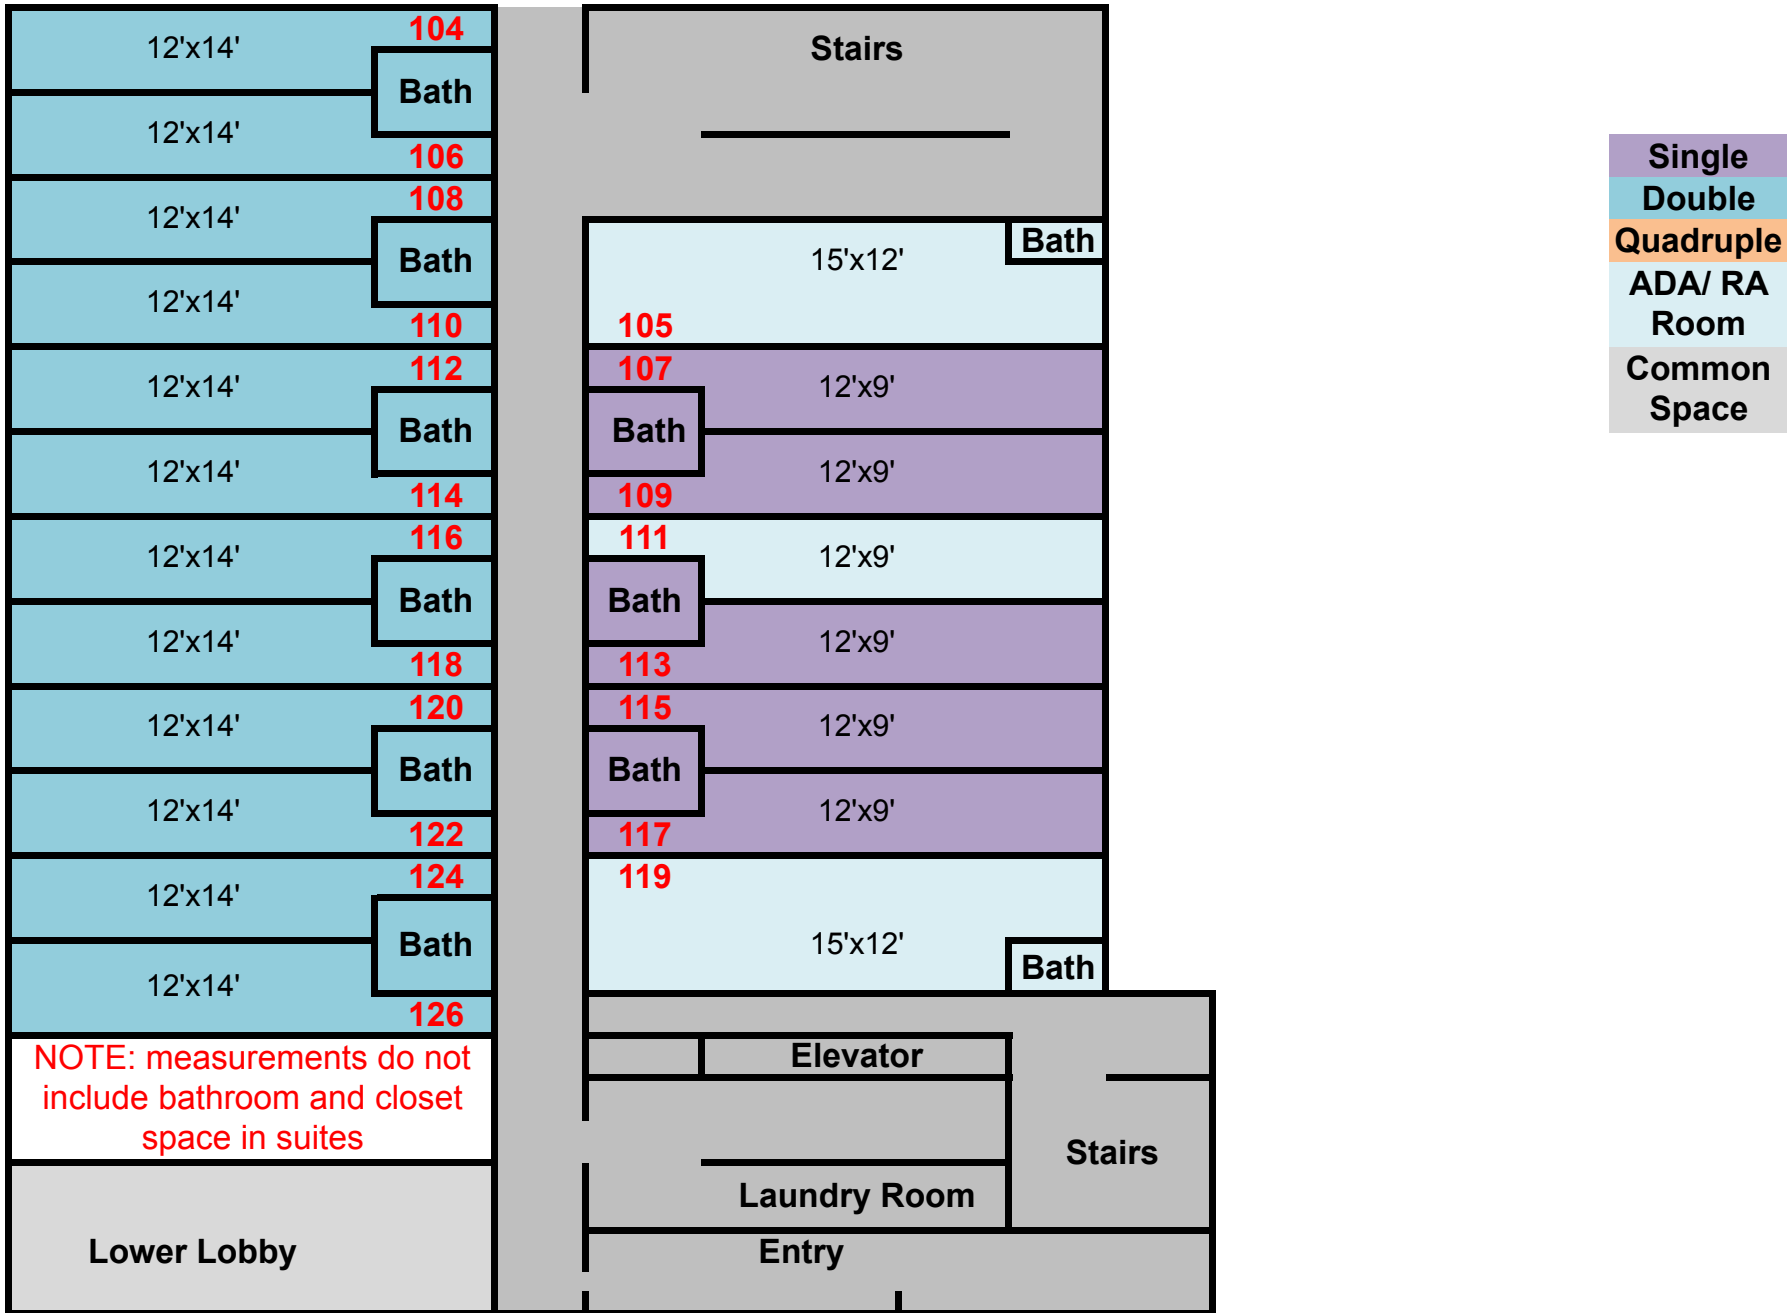 104
12'x14'
Bath
12'x14'
106
108
12'x14'
Bath
12'x14'
110
112
12'x14'
Bath
12'x14'
114
116
12'x14'
Bath
12'x14'
118
120
12'x14'
Bath
12'x14'
122
124
12'x14'
Bath
12'x14'
126
NOTE: measurements do not
include bathroom and closet
space in suites
Lower Lobby
Stairs
Bath
15'x12'
105
107
12'x9'
Bath
12'x9'
109
111
12'x9'
Bath
12'x9'
113
115
12'x9'
Bath
12'x9'
117
119
15'x12'
Bath
Elevator
Stairs
Laundry Room
Entry
Single
Double
Quadruple
ADA/ RA
Room
Common
Space